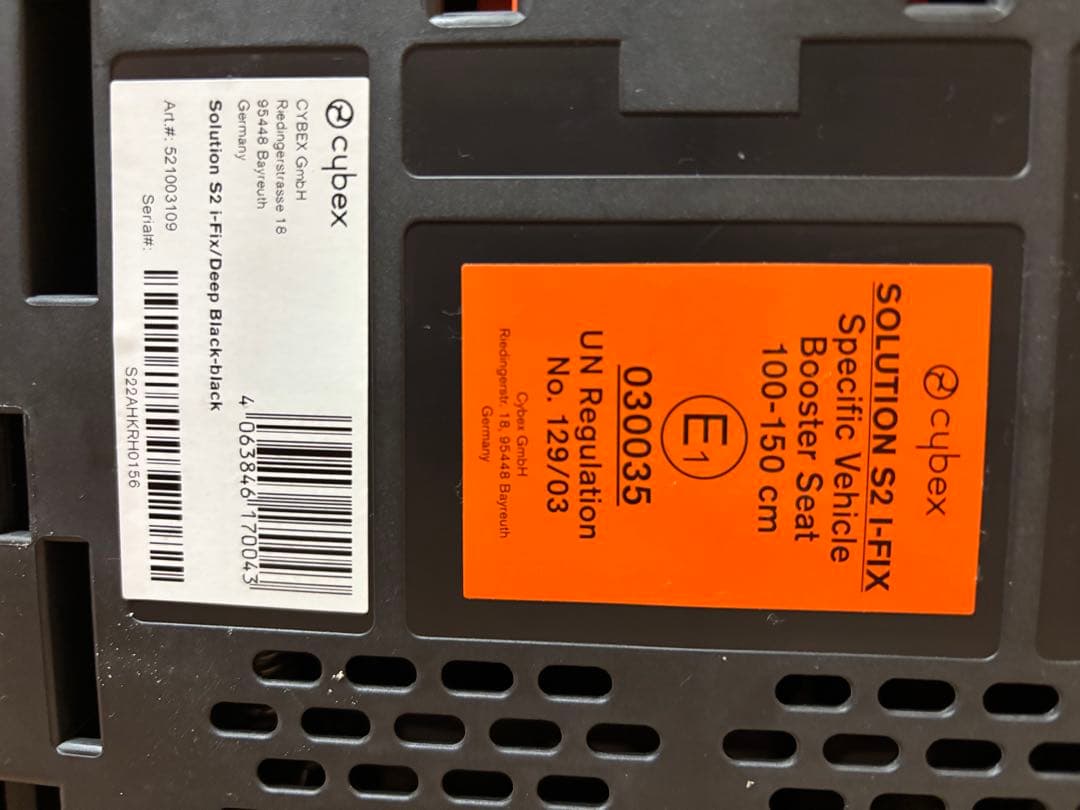 cybex
CYBEX GmbH
Riedingerstrasse 18
95448 Bayreuth
Germany
Solution S2 i-Fix/Deep Black-black
Art.#: 521003109
Serial#:
S22AHKRH0156
4 063846 170043
cybex
SOLUTION S2 I-FIX
Specific Vehicle
Booster Seat
100-150 cm
E1
030035
UN Regulation
No. 129/03
Cybex GmbH
Riedingerstr. 18, 95448 Bayreuth
Germany